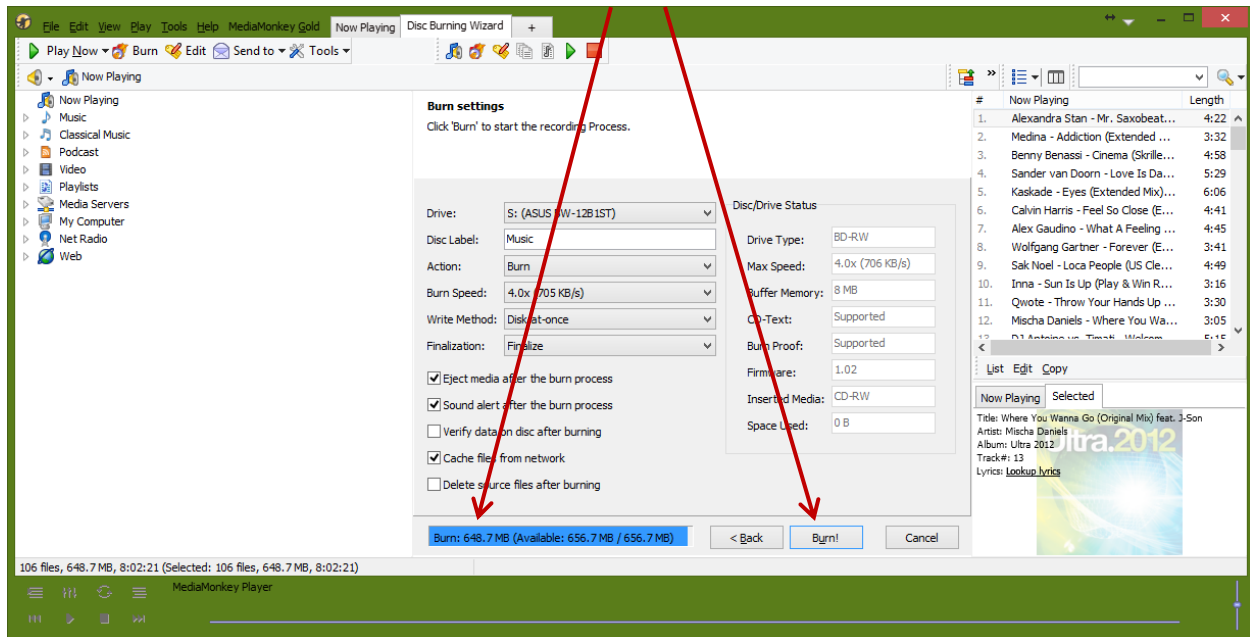 File Edit View Play Tools Help MediaMonkey Gold Now Playing Disc Burning Wizard +
Play Now Burn Edit Send to Tools
Now Playing
Now Playing
Music
Classical Music
Podcast
Video
Playlists
Media Servers
My Computer
Net Radio
Web
Burn settings
Click 'Burn' to start the recording Process.
Drive: S: (ASUS BW-12B1ST)
Disc Label: Music
Action: Burn
Burn Speed: 4.0x (705 KB/s)
Write Method: Disk-at-once
Finalization: Finalize
Eject media after the burn process
Sound alert after the burn process
Verify data on disc after burning
Cache files from network
Delete source files after burning
Disc/Drive Status
Drive Type: BD-RW
Max Speed: 4.0x (706 KB/s)
Buffer Memory: 8 MB
CD-Text: Supported
Burn Proof: Supported
Firmware: 1.02
Inserted Media: CD-RW
Space Used: 0 B
Burn: 648.7 MB (Available: 656.7 MB / 656.7 MB)
< Back Burn! Cancel
# Now Playing Length
1. Alexandra Stan - Mr. Saxobeat... 4:22
2. Medina - Addiction (Extended ... 3:32
3. Benny Benassi - Cinema (Skrille... 4:58
4. Sander van Doorn - Love Is Da... 5:29
5. Kaskade - Eyes (Extended Mix)... 6:06
6. Calvin Harris - Feel So Close (E... 4:41
7. Alex Gaudino - What A Feeling ... 4:45
8. Wolfgang Gartner - Forever (E... 3:41
9. Sak Noel - Loca People (US Cle... 4:49
10. Inna - Sun Is Up (Play & Win R... 3:16
11. Qwote - Throw Your Hands Up ... 3:30
12. Mischa Daniels - Where You Wa... 3:05
List Edit Copy
Now Playing Selected
Title: Where You Wanna Go (Original Mix) feat. J-Son
Artist: Mischa Daniels
Album: Ultra 2012
Track#: 13
Lyrics: Lookup lyrics
Ultra.2012
106 files, 648.7 MB, 8:02:21 (Selected: 106 files, 648.7 MB, 8:02:21)
MediaMonkey Player